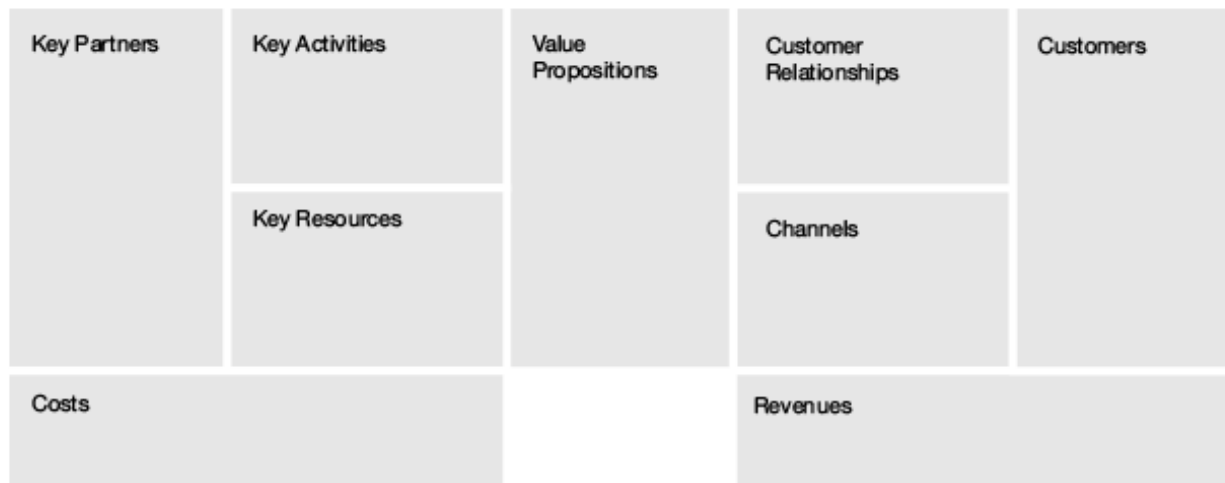 Key Partners
Key Activities
Value
Propositions
Customer
Relationships
Customers
Key Resources
Channels
Costs
Revenues